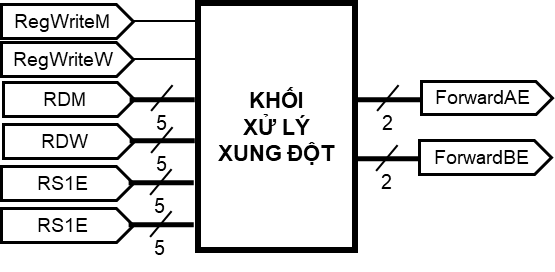 RegWriteM
RegWriteW
RDM
5
RDW
5
RS1E
5
RS1E
5
KHỐI
XỬ LÝ
XUNG ĐỘT
2
ForwardAE
2
ForwardBE